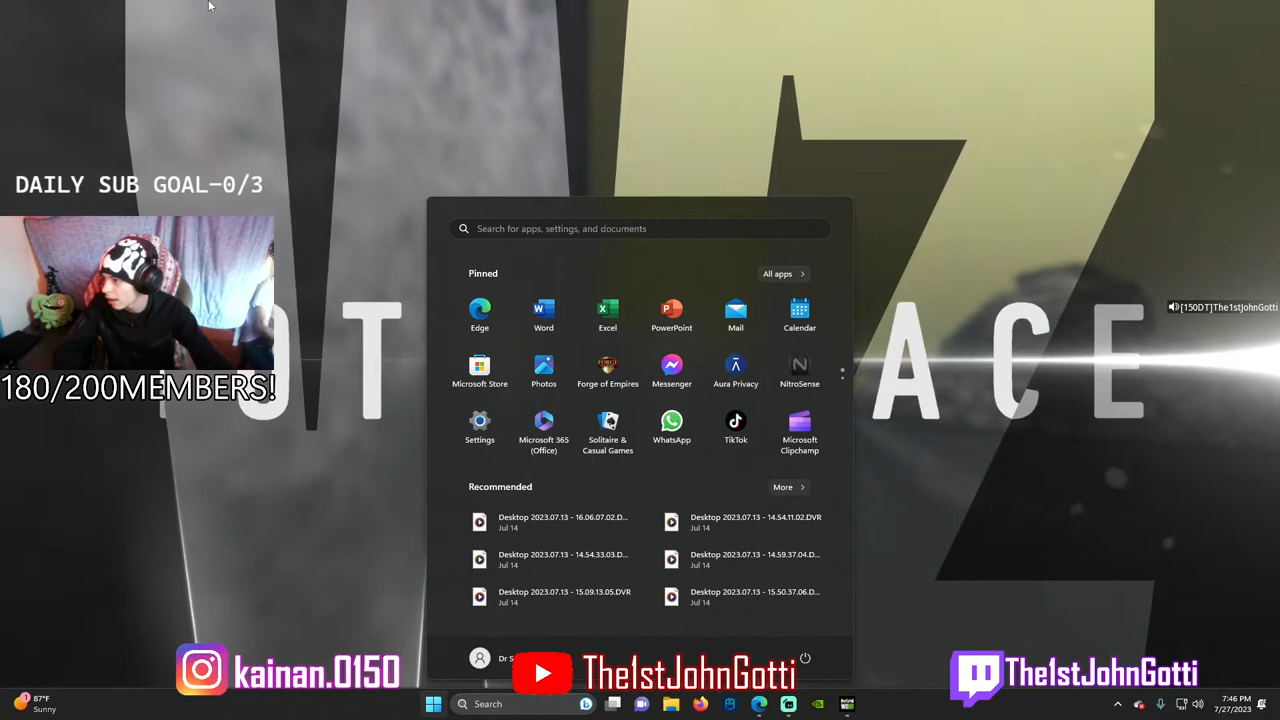 DAILY SUB GOAL-0/3
180/200MEMBERS!
OT
ACE
[150DT]The1stJohnGotti
Search for apps, settings, and documents
Pinned
All apps
Edge
Word
Excel
PowerPoint
Mail
Calendar
Microsoft Store
Photos
Forge of Empires
Messenger
Aura Privacy
NitroSense
Settings
Microsoft 365
(Office)
Solitaire &
Casual Games
WhatsApp
TikTok
Microsoft
Clipchamp
Recommended
More
Desktop 2023.07.13 - 16.06.07.02.D...
Jul 14
Desktop 2023.07.13 - 14.54.11.02.DVR
Jul 14
Desktop 2023.07.13 - 14.54.33.03.D...
Jul 14
Desktop 2023.07.13 - 14.59.37.04.D...
Jul 14
Desktop 2023.07.13 - 15.09.13.05.DVR
Jul 14
Desktop 2023.07.13 - 15.50.37.06.D...
Jul 14
Dr
kainan.0150
The1stJohnGotti
The1stJohnGotti
87°F
Sunny
Search
7:46 PM
7/27/2023